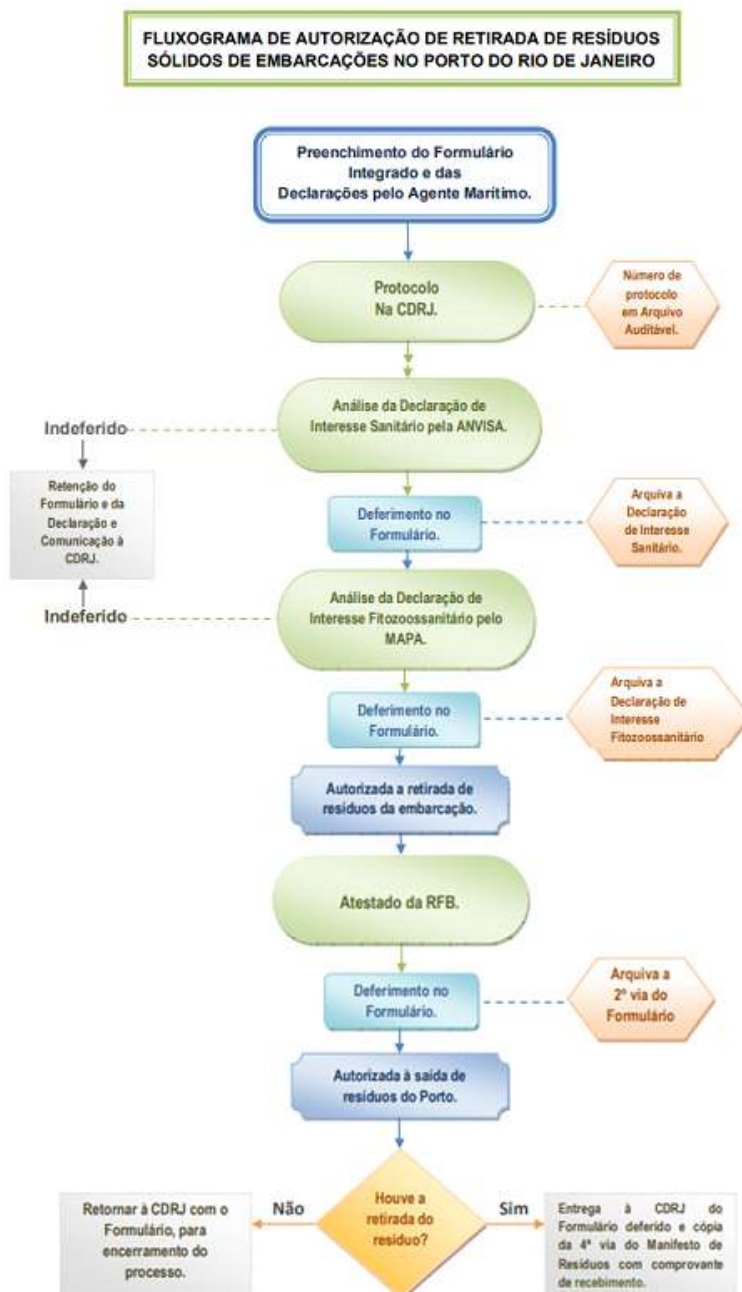 FLUXOGRAMA DE AUTORIZAÇÃO DE RETIRADA DE RESÍDUOS
SÓLIDOS DE EMBARCAÇÕES NO PORTO DO RIO DE JANEIRO
Preenchimento do Formulário
Integrado e das
Declarações pelo Agente Marítimo.
Protocolo
Na CDRJ.
Número de
protocolo
em Arquivo
Auditável.
Análise da Declaração de
Interesse Sanitário pela ANVISA.
Indeferido
Retenção do
Formulário e da
Declaração e
Comunicação à
CDRJ.
Deferimento no
Formulário.
Arquiva a
Declaração
de Interesse
Sanitário.
Indeferido
Análise da Declaração de
Interesse Fitozoossanitário pelo
MAPA.
Deferimento no
Formulário.
Arquiva a
Declaração de
Interesse
Fitozoossanitário
Autorizada a retirada de
resíduos da embarcação.
Atestado da RFB.
Deferimento no
Formulário.
Arquiva a
2ª via do
Formulário
Autorizada à saída de
resíduos do Porto.
Houve a
retirada do
resíduo?
Não
Retornar à CDRJ com o
Formulário, para
encerramento do
processo.
Sim
Entrega à CDRJ do
Formulário deferido e cópia
da 4ª via do Manifesto de
Resíduos com comprovante
de recebimento.